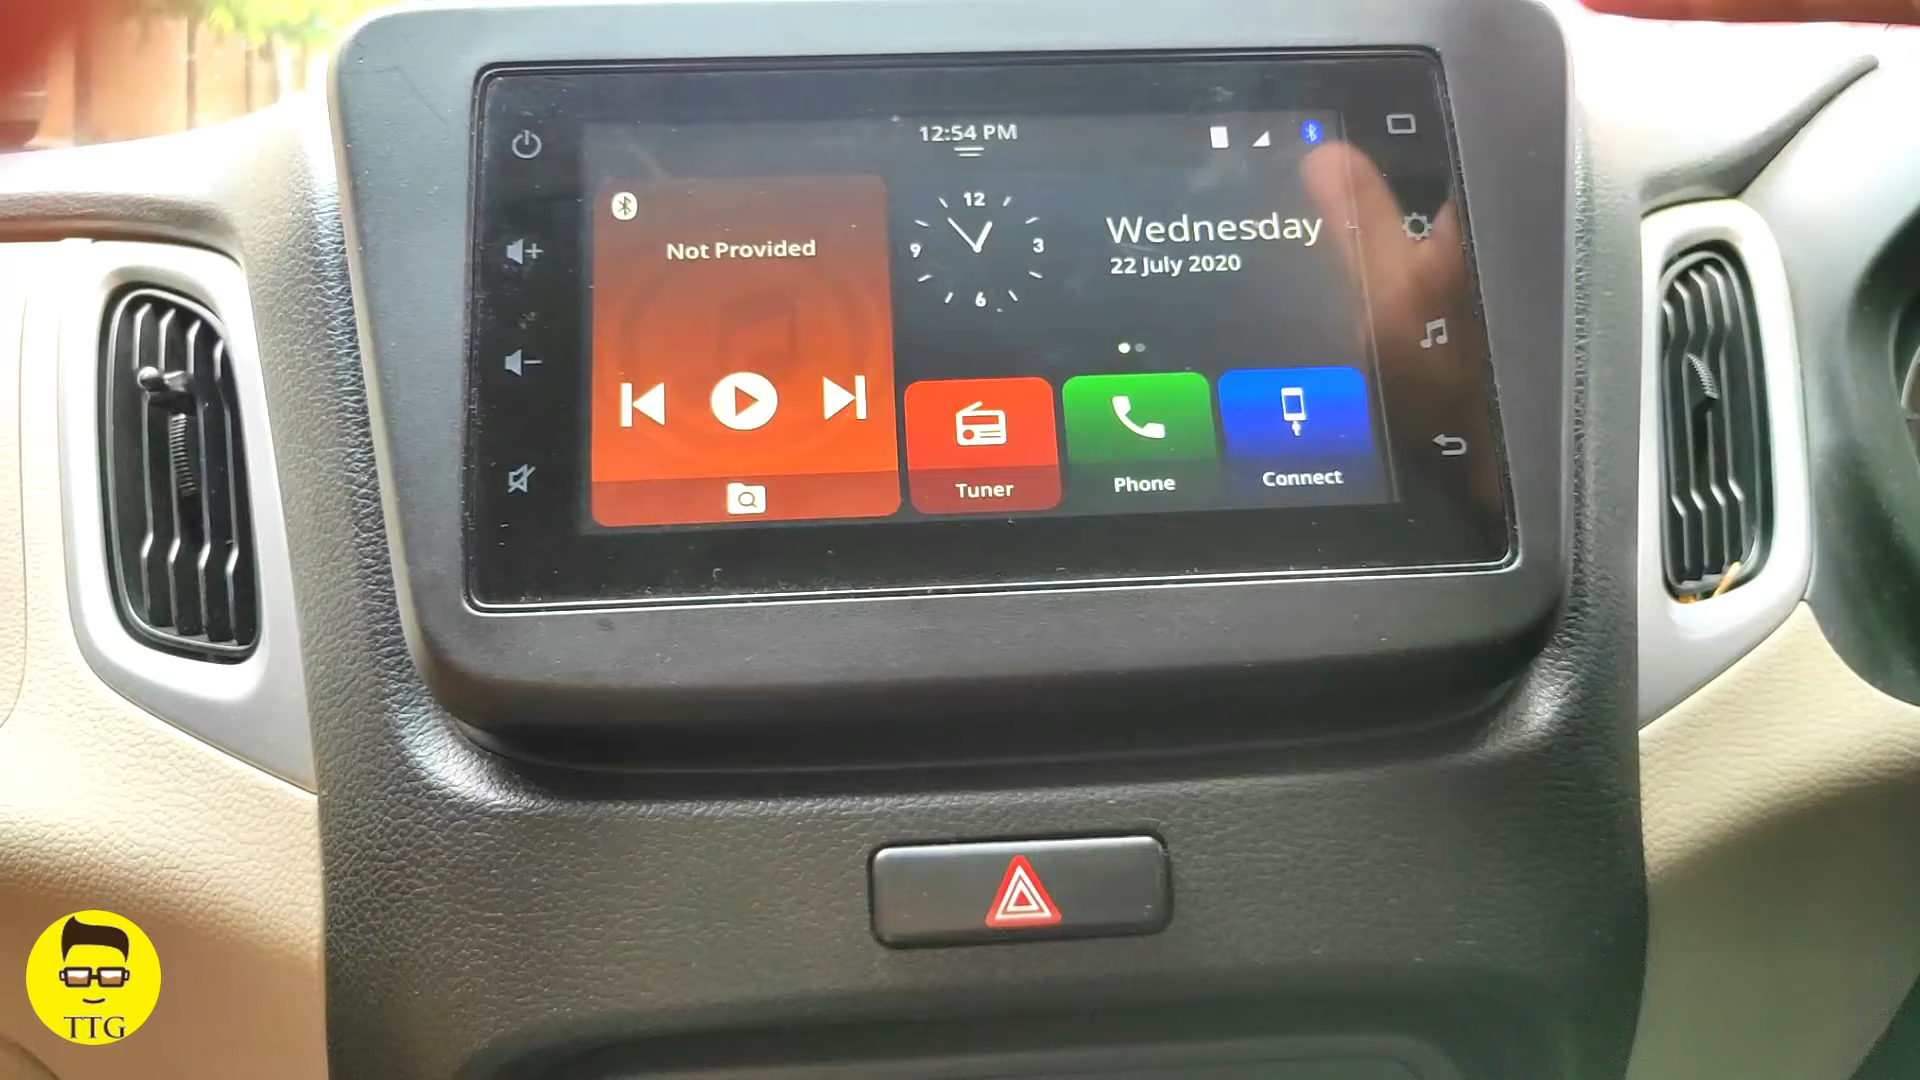 12:54 PM
Not Provided
12
9
3
6
Wednesday
22 July 2020
Tuner
Phone
Connect
TTG